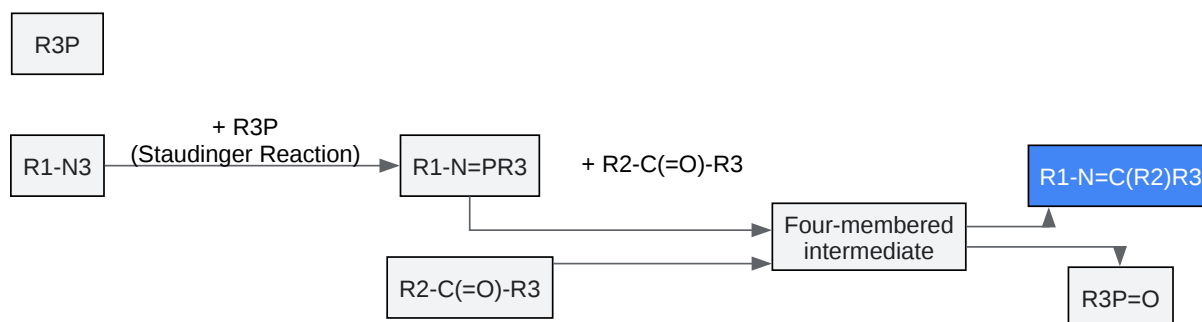 R3P
+ R3P
(Staudinger Reaction)
R1-N3
R1-N=PR3
+ R2-C(=O)-R3
R1-N=C(R2)R3
Four-membered
intermediate
R2-C(=O)-R3
R3P=O